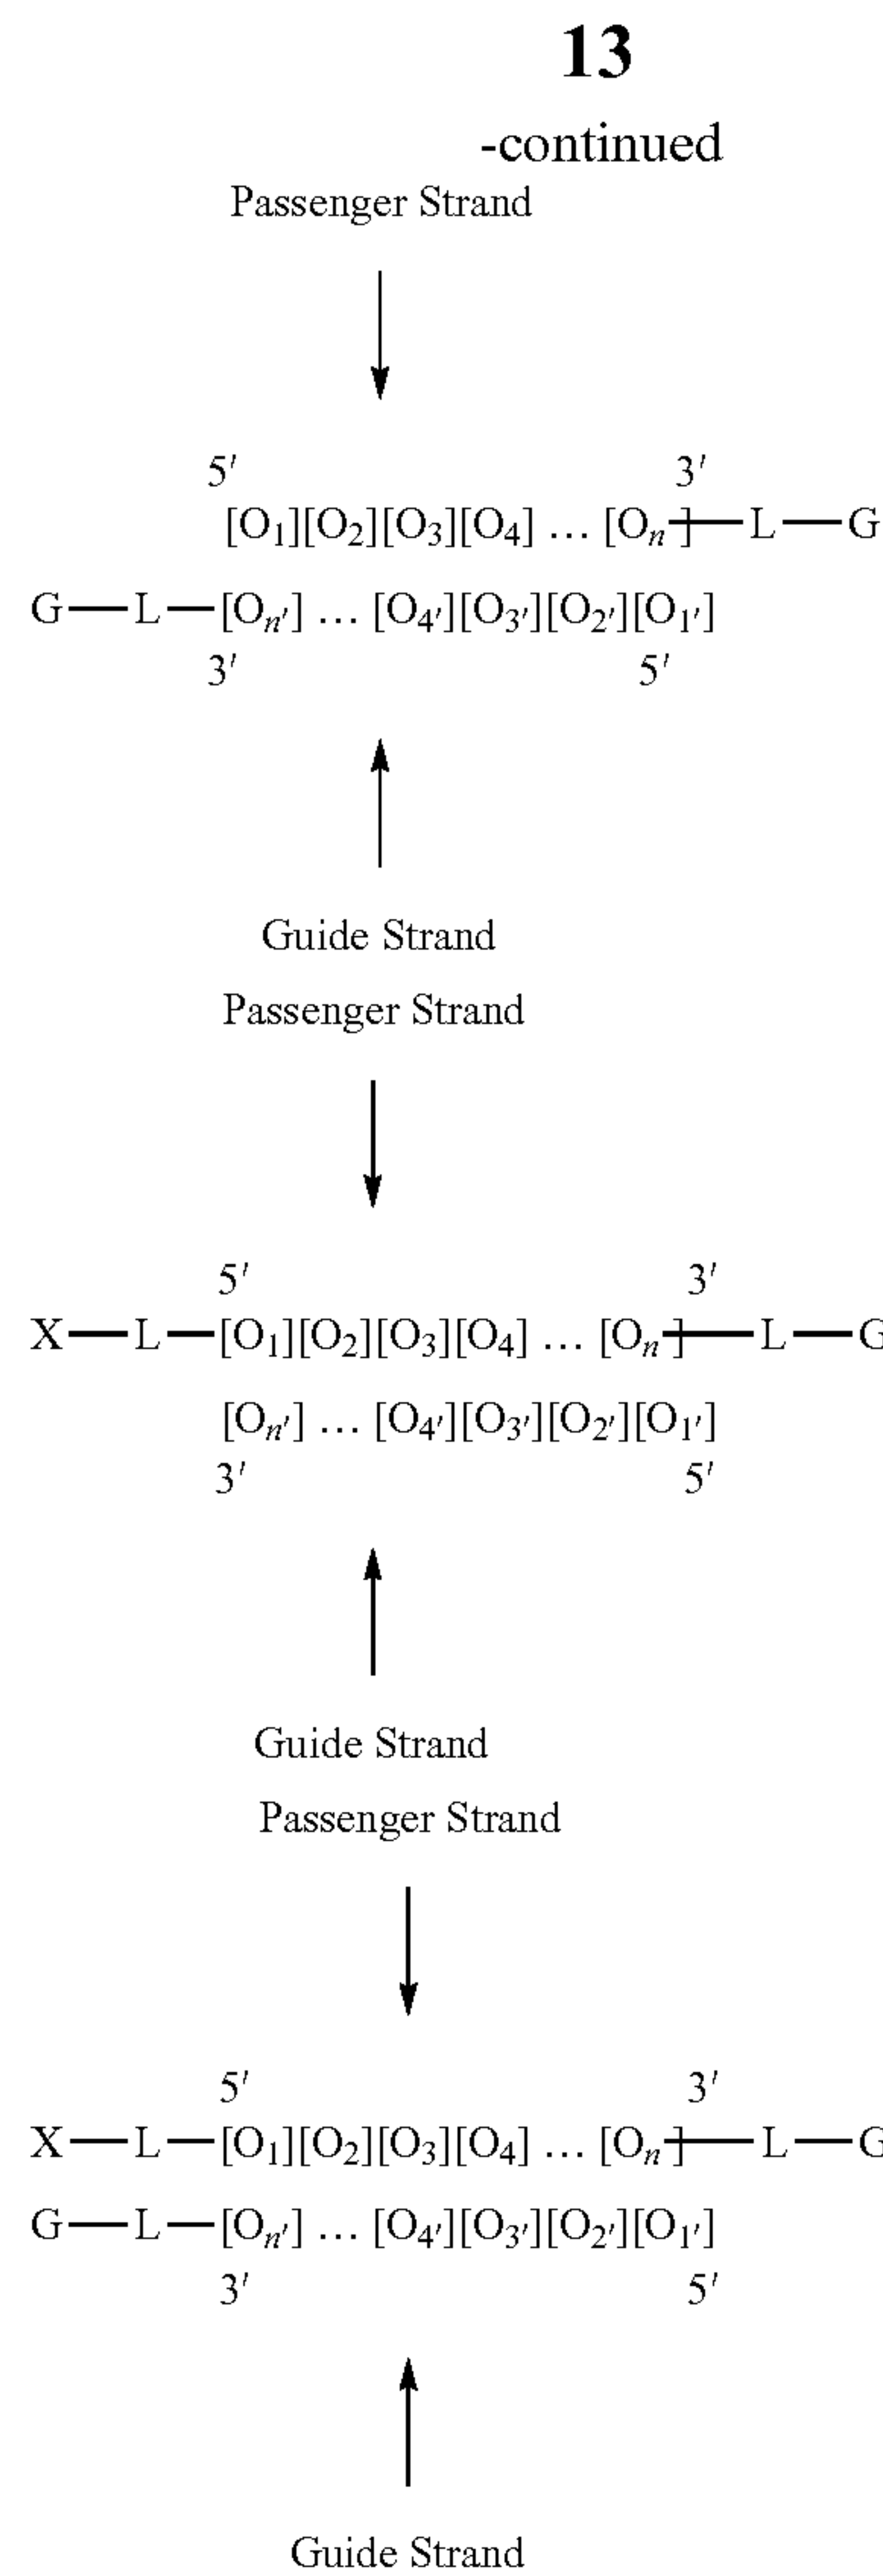 13
-continued
Passenger Strand
5′ 3′
[O₁][O₂][O₃][O₄] ... [Oₙ]—L—G
G—L—[Oₙ′] ... [O₄′][O₃′][O₂′][O₁′]
3′ 5′
Guide Strand
Passenger Strand
5′ 3′
X—L—[O₁][O₂][O₃][O₄] ... [Oₙ]—L—G
[Oₙ′] ... [O₄′][O₃′][O₂′][O₁′]
3′ 5′
Guide Strand
Passenger Strand
5′ 3′
X—L—[O₁][O₂][O₃][O₄] ... [Oₙ]—L—G
G—L—[Oₙ′] ... [O₄′][O₃′][O₂′][O₁′]
3′ 5′
Guide Strand